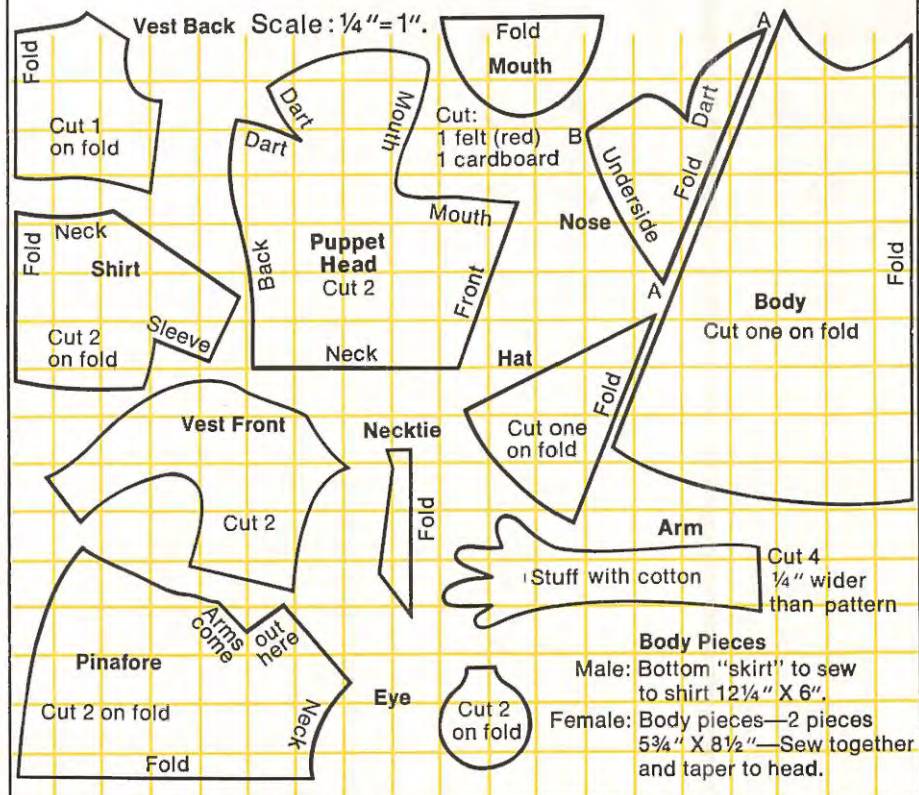 Vest Back Scale: ¼"=1".
Fold
Cut 1
on fold
Dart
Dart
Mouth
Mouth
Back
Puppet
Head
Cut 2
Front
Neck
Fold
Mouth
Cut:
1 felt (red)
1 cardboard
A
B
Dart
Fold
Underside
Nose
A
Fold
Body
Cut one on fold
Neck
Fold
Shirt
Cut 2
on fold
Sleeve
Hat
Fold
Cut one
on fold
Vest Front
Cut 2
Necktie
Fold
Arm
Stuff with cotton
Cut 4
¼" wider
than pattern
Arms
come
out
here
Pinafore
Cut 2 on fold
Neck
Fold
Eye
Cut 2
on fold
Body Pieces
Male: Bottom "skirt" to sew
to shirt 12¼" X 6".
Female: Body pieces—2 pieces
5¾" X 8½"—Sew together
and taper to head.